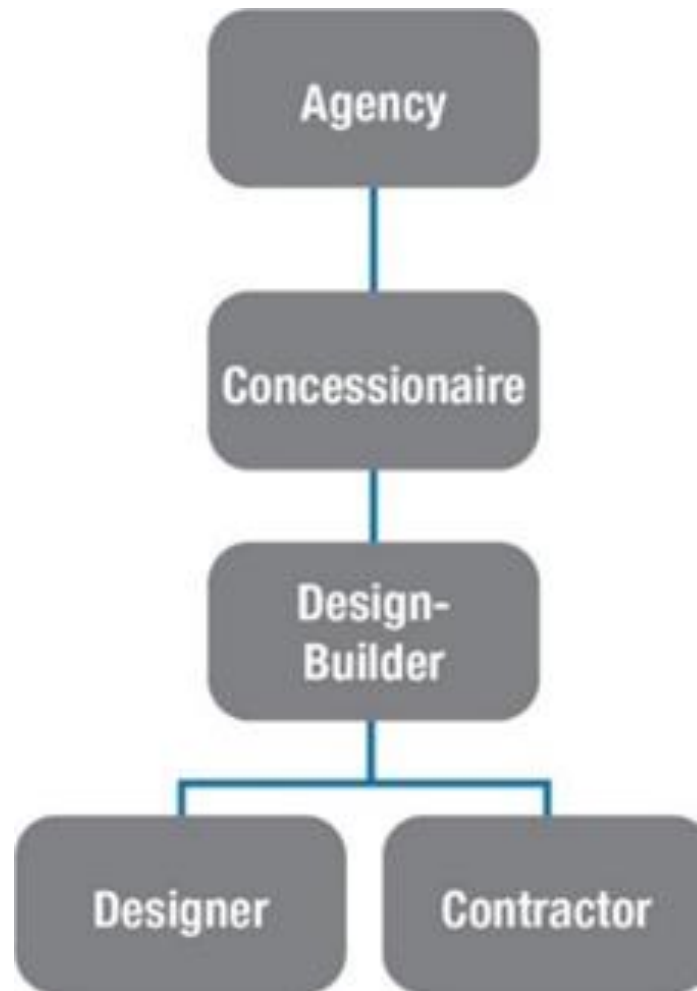 Agency
Concessionaire
Design-
Builder
Designer
Contractor